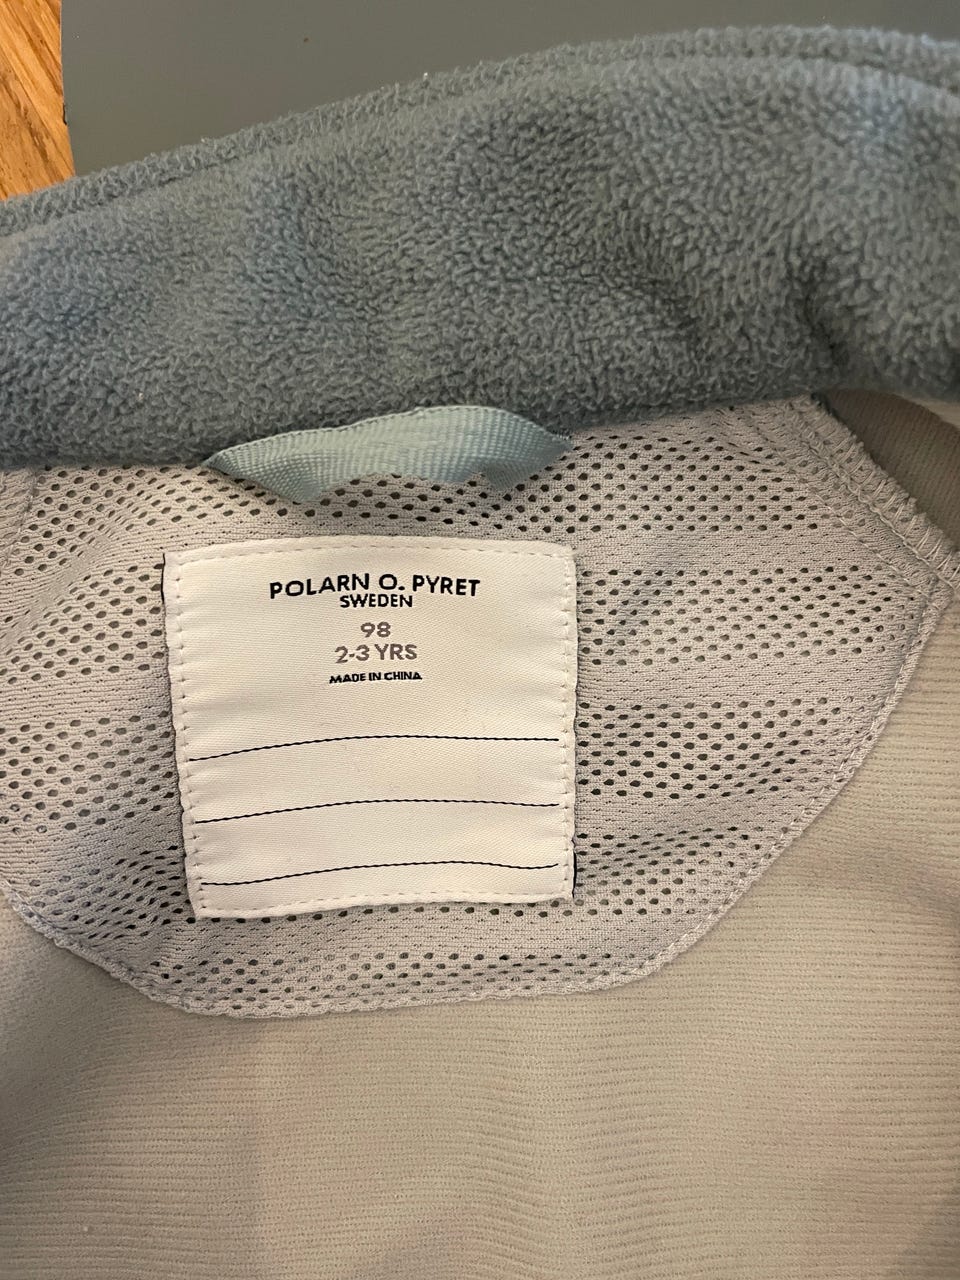 POLARN O. PYRET
SWEDEN
98
2-3 YRS
MADE IN CHINA